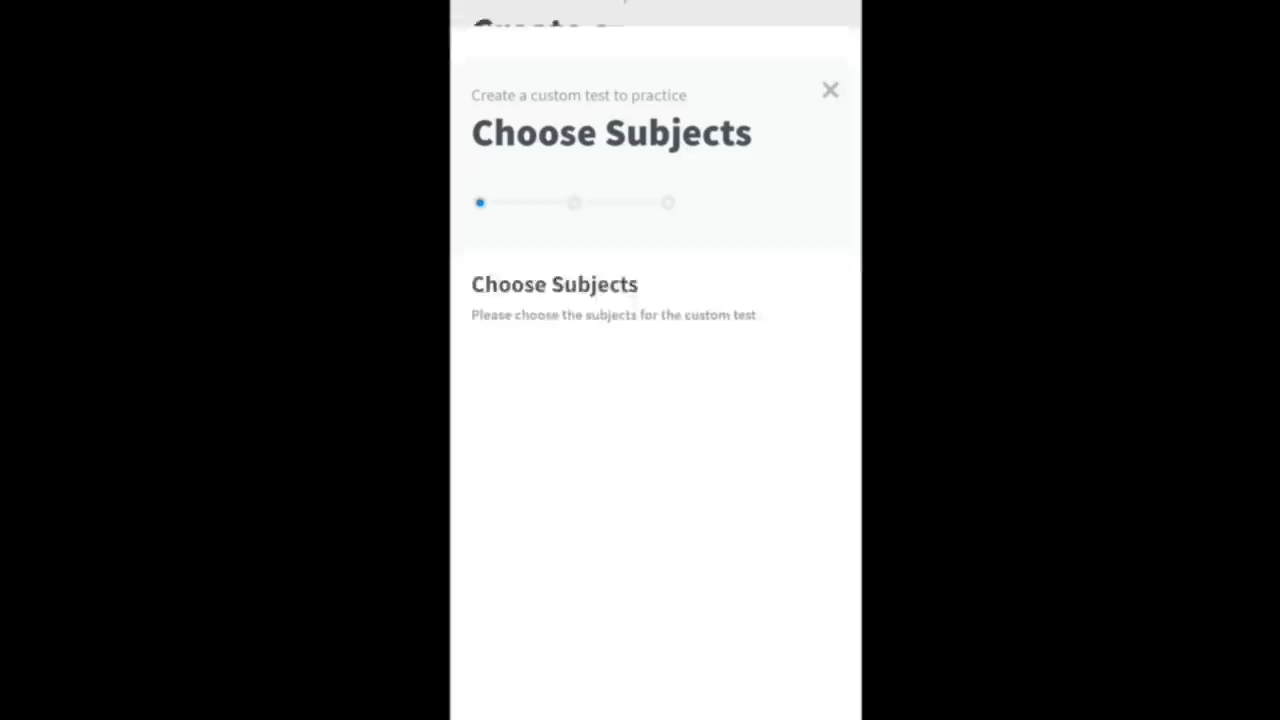 Create a custom test to practice
Choose Subjects
Choose Subjects
Please choose the subjects for the custom test